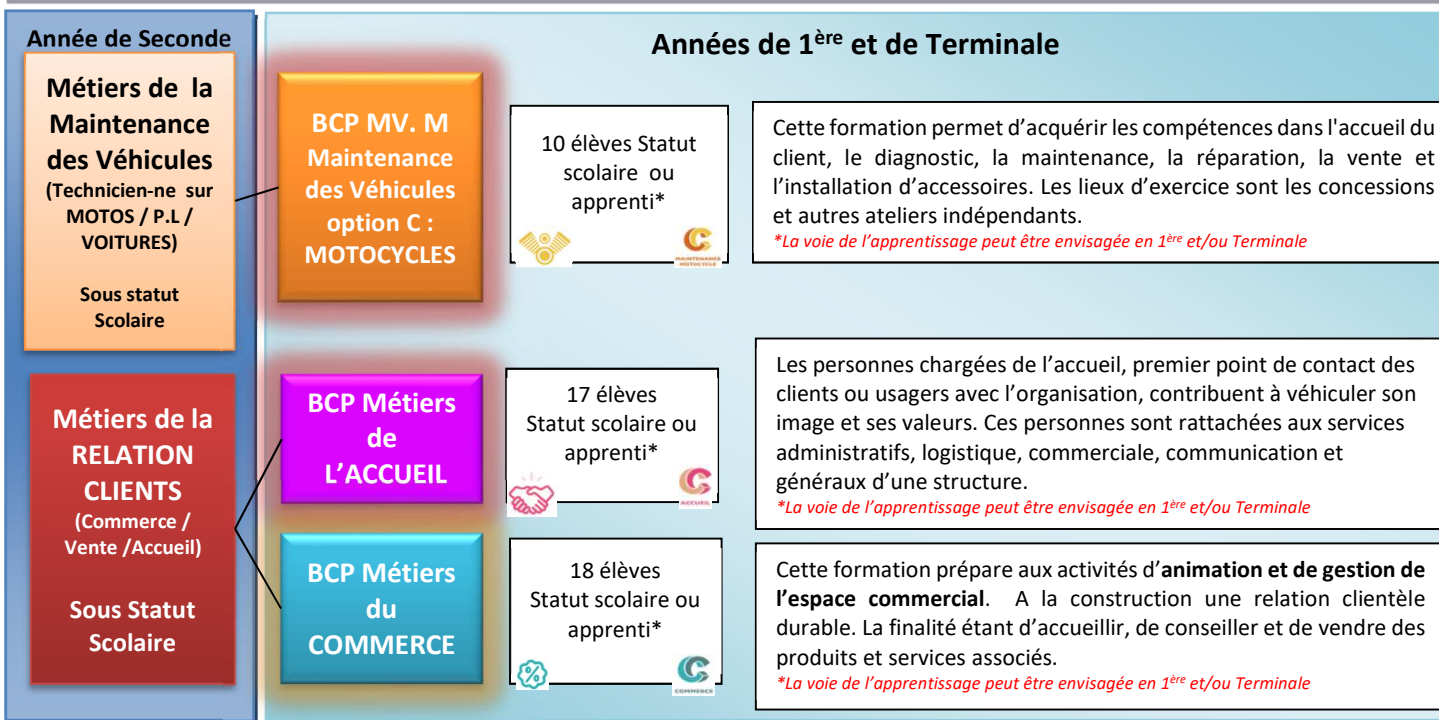 Année de Seconde
Années de 1ère et de Terminale
Métiers de la
Maintenance
des Véhicules
(Technicien-ne sur
MOTOS / P.L /
VOITURES)
Sous statut
Scolaire
BCP MV. M
Maintenance
des Véhicules
option C :
MOTOCYCLES
10 élèves Statut
scolaire ou
apprenti*
MAINTENANCE
MOTOCYCLE
Cette formation permet d’acquérir les compétences dans l'accueil du
client, le diagnostic, la maintenance, la réparation, la vente et
l’installation d’accessoires. Les lieux d’exercice sont les concessions
et autres ateliers indépendants.
*La voie de l’apprentissage peut être envisagée en 1ère et/ou Terminale
Métiers de la
RELATION
CLIENTS
(Commerce /
Vente /Accueil)
Sous Statut
Scolaire
BCP Métiers
de
L’ACCUEIL
17 élèves
Statut scolaire ou
apprenti*
ACCUEIL
Les personnes chargées de l’accueil, premier point de contact des
clients ou usagers avec l’organisation, contribuent à véhiculer son
image et ses valeurs. Ces personnes sont rattachées aux services
administratifs, logistique, commerciale, communication et
généraux d’une structure.
*La voie de l’apprentissage peut être envisagée en 1ère et/ou Terminale
BCP Métiers
du
COMMERCE
18 élèves
Statut scolaire ou
apprenti*
%
COMMERCE
Cette formation prépare aux activités d’animation et de gestion de
l’espace commercial. A la construction une relation clientèle
durable. La finalité étant d’accueillir, de conseiller et de vendre des
produits et services associés.
*La voie de l’apprentissage peut être envisagée en 1ère et/ou Terminale